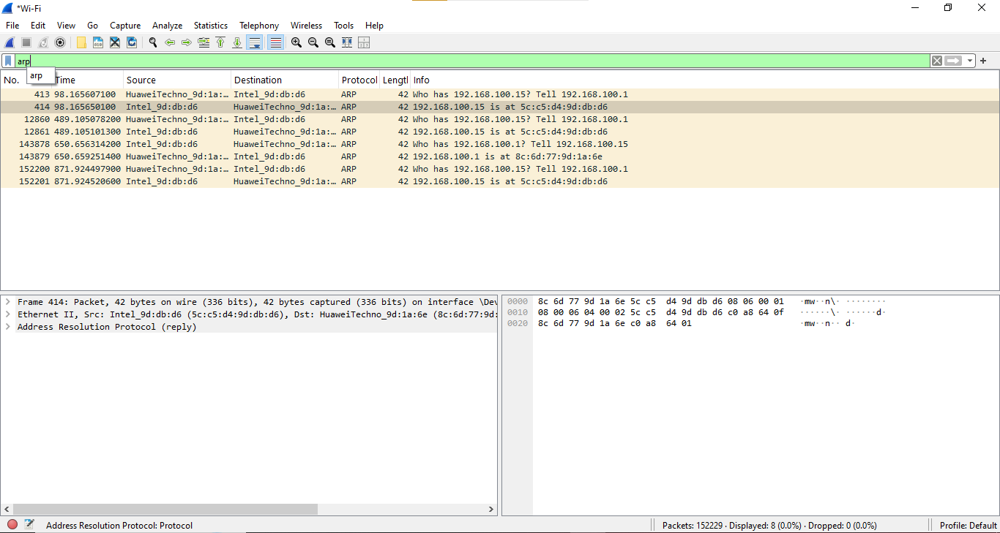 *Wi-Fi
File Edit View Go Capture Analyze Statistics Telephony Wireless Tools Help
arp
arp
No. Time Source Destination Protocol Lengtl Info
413 98.165607100 HuaweiTechno_9d:1a:… Intel_9d:db:d6 ARP 42 Who has 192.168.100.15? Tell 192.168.100.1
414 98.165650100 Intel_9d:db:d6 HuaweiTechno_9d:1a:… ARP 42 192.168.100.15 is at 5c:c5:d4:9d:db:d6
12860 489.105078200 HuaweiTechno_9d:1a:… Intel_9d:db:d6 ARP 42 Who has 192.168.100.15? Tell 192.168.100.1
12861 489.105101300 Intel_9d:db:d6 HuaweiTechno_9d:1a:… ARP 42 192.168.100.15 is at 5c:c5:d4:9d:db:d6
143878 650.656314200 Intel_9d:db:d6 HuaweiTechno_9d:1a:… ARP 42 Who has 192.168.100.1? Tell 192.168.100.15
143879 650.659251400 HuaweiTechno_9d:1a:… Intel_9d:db:d6 ARP 42 192.168.100.1 is at 8c:6d:77:9d:1a:6e
152200 871.924497900 HuaweiTechno_9d:1a:… Intel_9d:db:d6 ARP 42 Who has 192.168.100.15? Tell 192.168.100.1
152201 871.924520600 Intel_9d:db:d6 HuaweiTechno_9d:1a:… ARP 42 192.168.100.15 is at 5c:c5:d4:9d:db:d6
Frame 414: Packet, 42 bytes on wire (336 bits), 42 bytes captured (336 bits) on interface \Dev
Ethernet II, Src: Intel_9d:db:d6 (5c:c5:d4:9d:db:d6), Dst: HuaweiTechno_9d:1a:6e (8c:6d:77:9d:
Address Resolution Protocol (reply)
0000 8c 6d 77 9d 1a 6e 5c c5 d4 9d db d6 08 06 00 01 ·mw··n\· ········
0010 08 00 06 04 00 02 5c c5 d4 9d db d6 c0 a8 64 0f ······\· ······d·
0020 8c 6d 77 9d 1a 6e c0 a8 64 01 ·mw··n·· d·
Address Resolution Protocol: Protocol
Packets: 152229 · Displayed: 8 (0.0%) · Dropped: 0 (0.0%)
Profile: Default